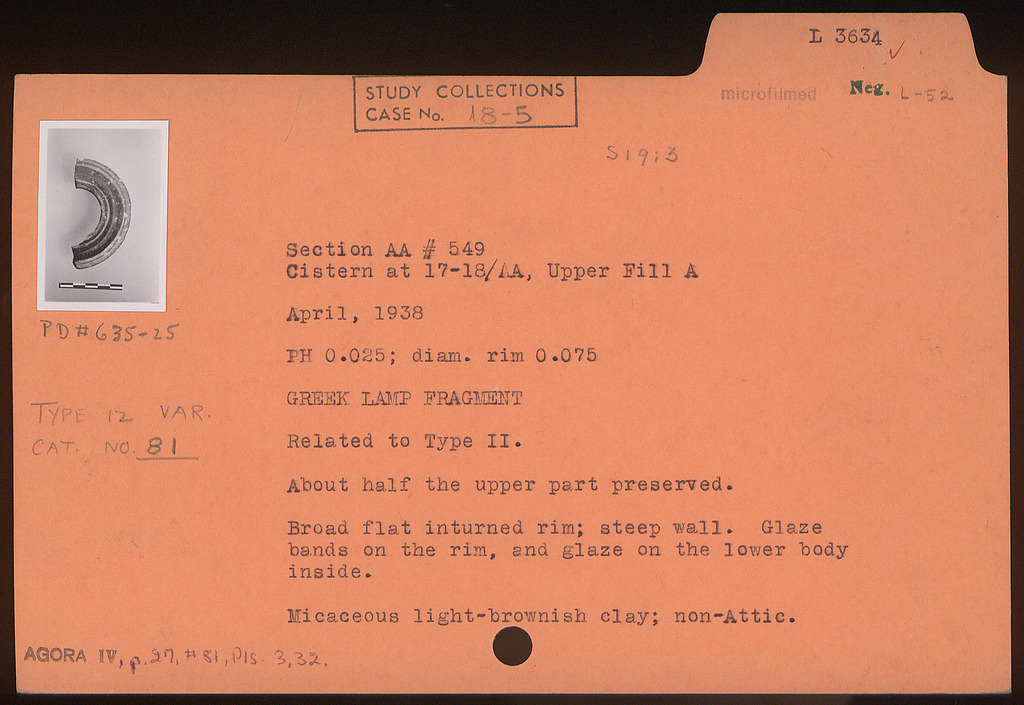 L 3634
STUDY COLLECTIONS
CASE No. 18-5
microfilmed
Neg. L-52
S19:3
Section AA # 549
Cistern at 17-18/AA, Upper Fill A
April, 1938
PD#635-25
PH 0.025; diam. rim 0.075
GREEK LAMP FRAGMENT
TYPE 12 VAR.
CAT. NO. 81
Related to Type II.
About half the upper part preserved.
Broad flat inturned rim; steep wall. Glaze
bands on the rim, and glaze on the lower body
inside.
Micaceous light-brownish clay; non-Attic.
AGORA IV, p.27, #81, Pls. 3,32.